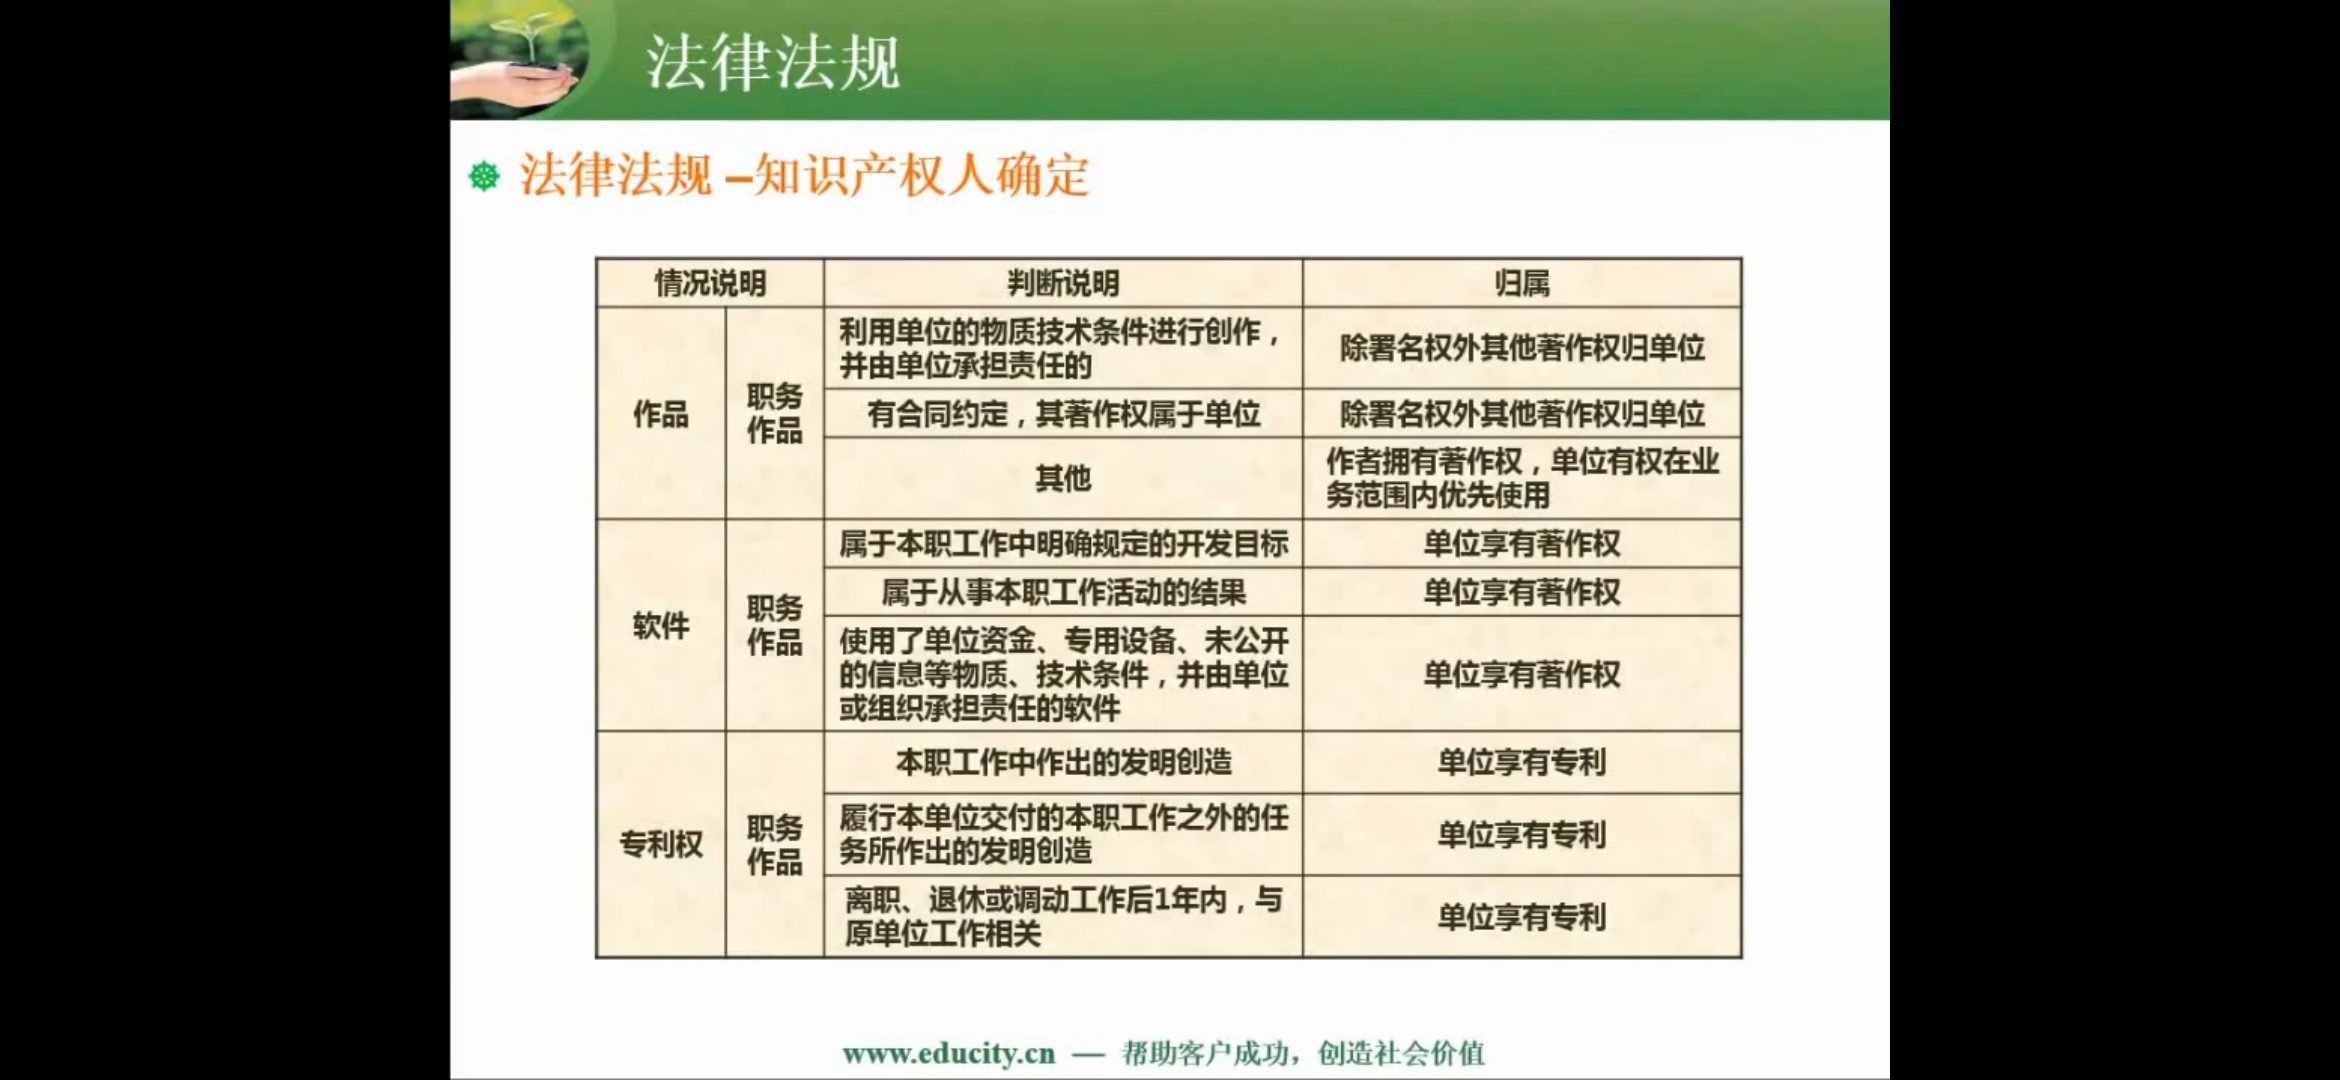 法律法规
法律法规 –知识产权人确定
情况说明
判断说明
归属
作品
职务
作品
利用单位的物质技术条件进行创作，
并由单位承担责任的
除署名权外其他著作权归单位
有合同约定，其著作权属于单位
除署名权外其他著作权归单位
其他
作者拥有著作权，单位有权在业
务范围内优先使用
软件
职务
作品
属于本职工作中明确规定的开发目标
单位享有著作权
属于从事本职工作活动的结果
单位享有著作权
使用了单位资金、专用设备、未公开
的信息等物质、技术条件，并由单位
或组织承担责任的软件
单位享有著作权
专利权
职务
作品
本职工作中作出的发明创造
单位享有专利
履行本单位交付的本职工作之外的任
务所作出的发明创造
单位享有专利
离职、退休或调动工作后1年内，与
原单位工作相关
单位享有专利
www.educity.cn — 帮助客户成功，创造社会价值